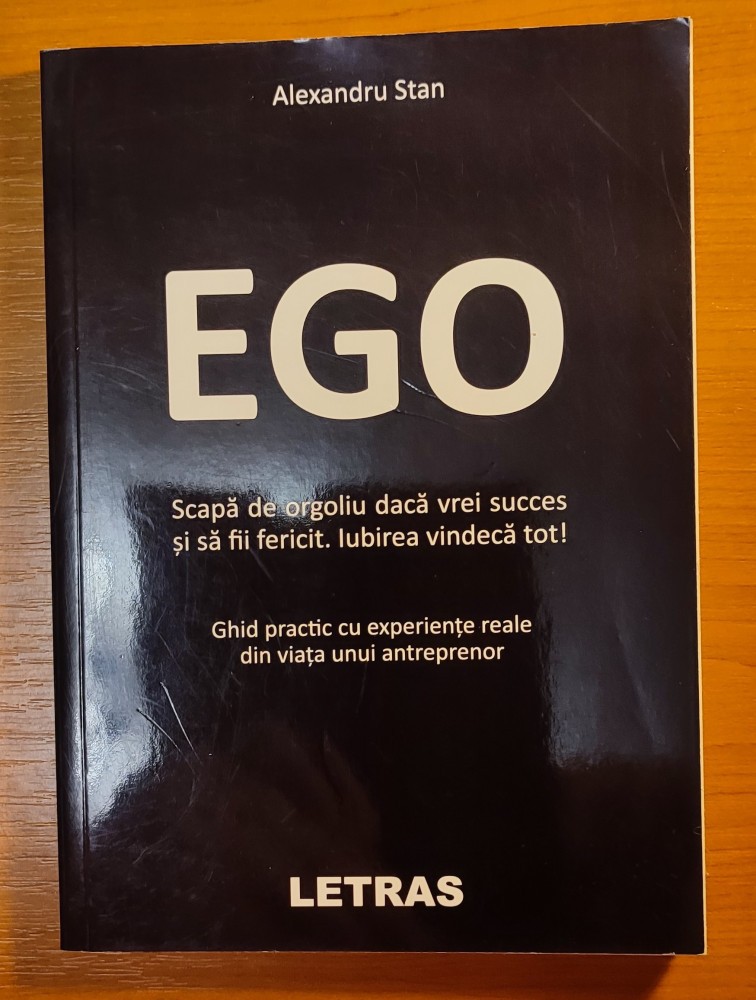 Alexandru Stan
EGO
Scapă de orgoliu dacă vrei succes
și să fii fericit. Iubirea vindecă tot!
Ghid practic cu experiențe reale
din viața unui antreprenor
LETRAS